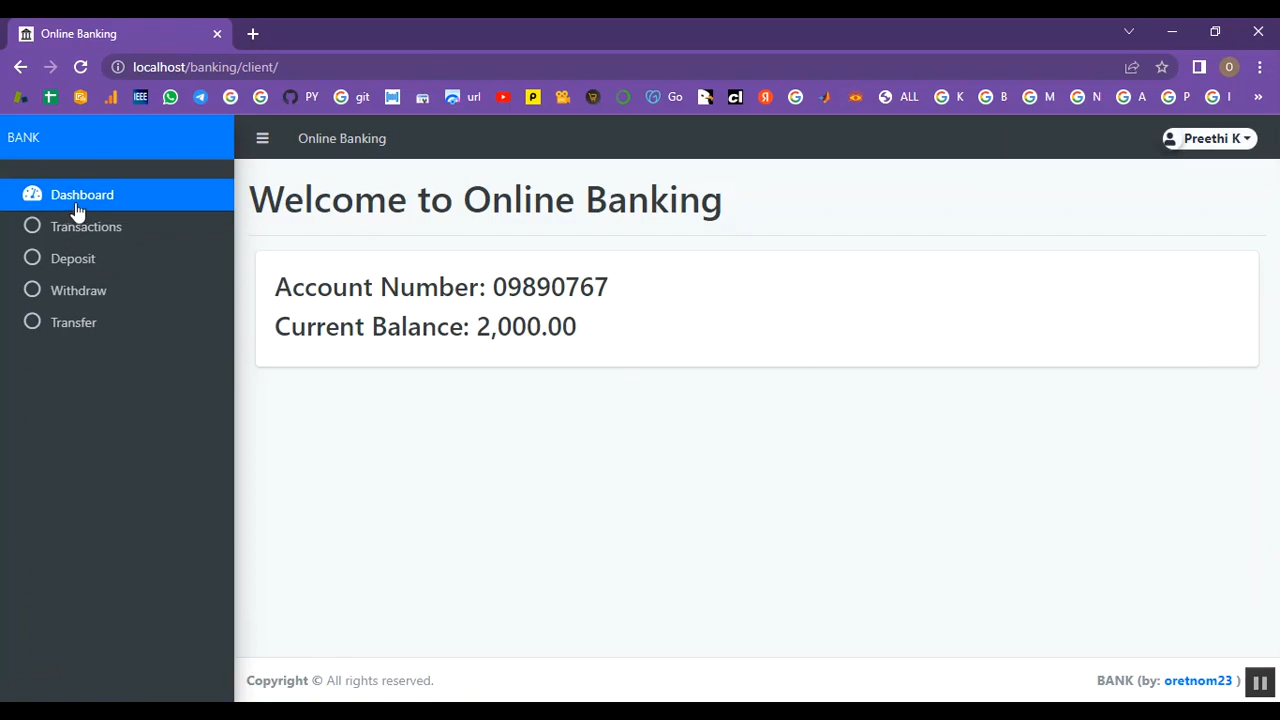 Online Banking
localhost/banking/client/
IEEE
PY
git
url
P
Go
cl
Я
ALL
K
B
M
N
A
P
I
»
BANK
Online Banking
Preethi K
Dashboard
Welcome to Online Banking
Transactions
Deposit
Account Number: 09890767
Withdraw
Current Balance: 2,000.00
Transfer
Copyright © All rights reserved.
BANK (by: oretnom23 )